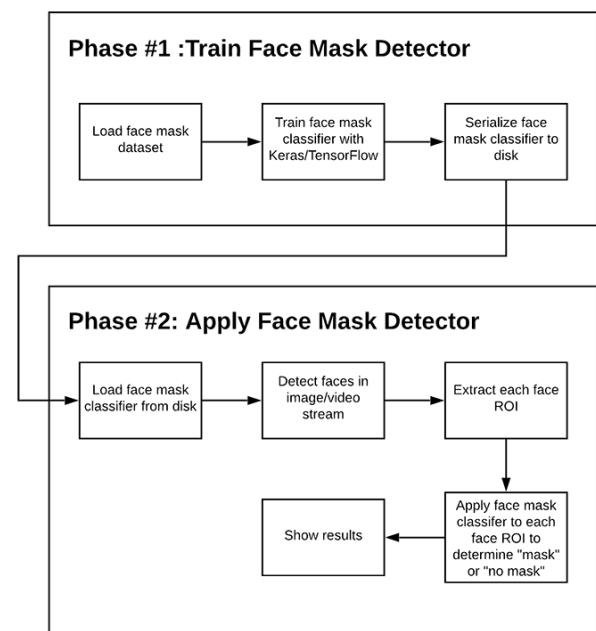 Phase #1 :Train Face Mask Detector
Load face mask
dataset
Train face mask
classifier with
Keras/TensorFlow
Serialize face
mask classifier to
disk
Phase #2: Apply Face Mask Detector
Load face mask
classifier from disk
Detect faces in
image/video
stream
Extract each face
ROI
Apply face mask
classifer to each
face ROI to
determine "mask"
or "no mask"
Show results